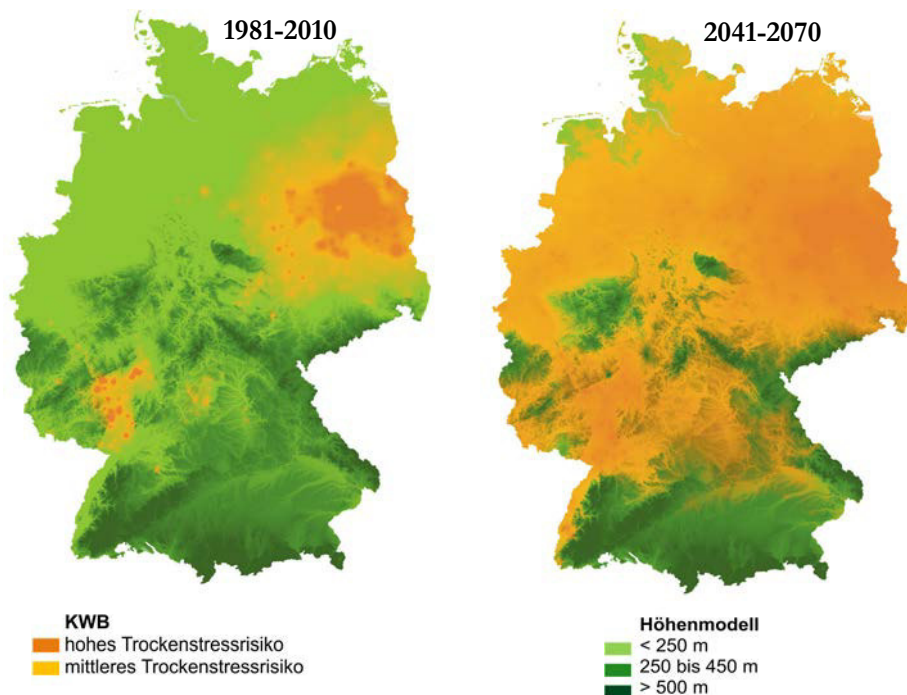 1981-2010
2041-2070
KWB
hohes Trockenstressrisiko
mittleres Trockenstressrisiko
Höhenmodell
< 250 m
250 bis 450 m
> 500 m